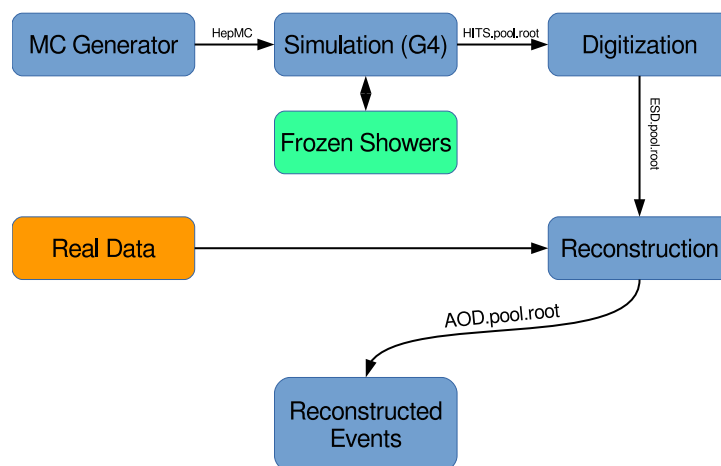 MC Generator
HepMC
Simulation (G4)
HITS.pool.root
Digitization
Frozen Showers
ESD.pool.root
Real Data
Reconstruction
AOD.pool.root
Reconstructed
Events